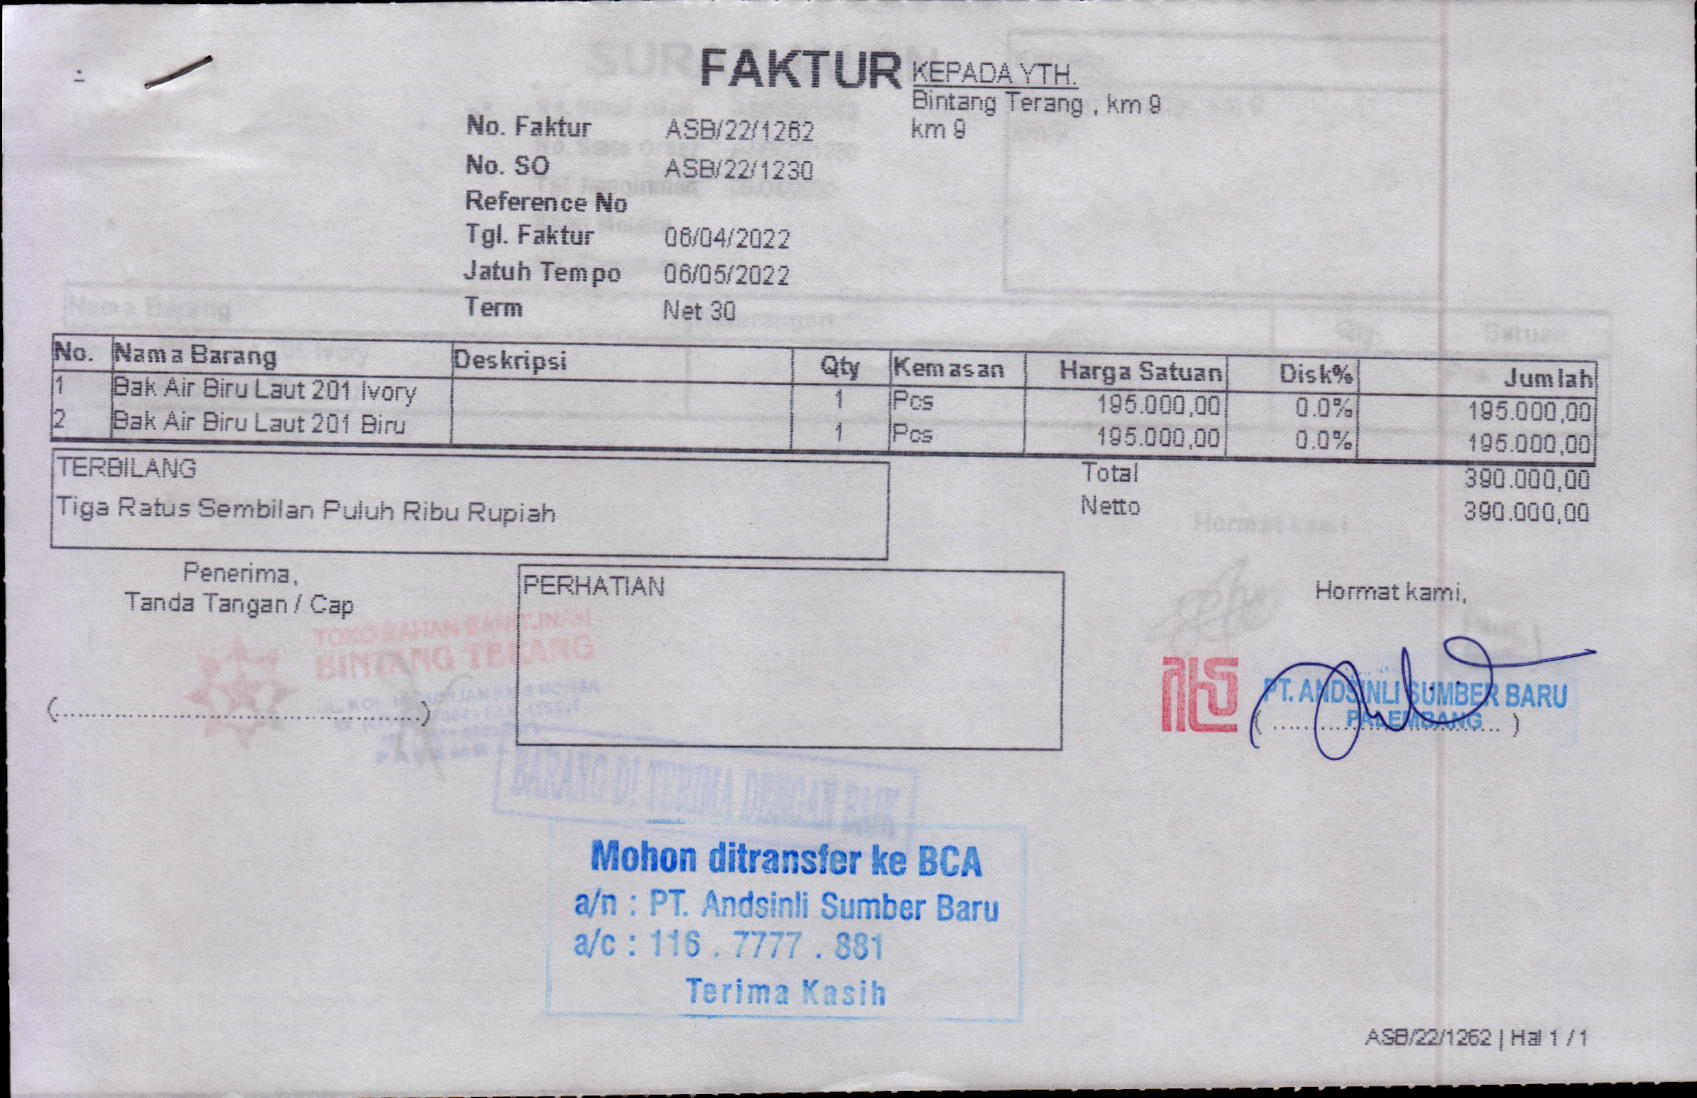 FAKTUR
KEPADA YTH.
Bintang Terang , km 9
km 9
No. Faktur ASB/22/1262
No. SO ASB/22/1230
Reference No
Tgl. Faktur 06/04/2022
Jatuh Tempo 06/05/2022
Term Net 30
No. Nama Barang Deskripsi Qty Kemasan Harga Satuan Disk% Jumlah
1 Bak Air Biru Laut 201 Ivory 1 Pcs 195.000,00 0.0% 195.000,00
2 Bak Air Biru Laut 201 Biru 1 Pcs 195.000,00 0.0% 195.000,00
TERBILANG
Tiga Ratus Sembilan Puluh Ribu Rupiah
Total 390.000,00
Netto 390.000,00
Penerima,
Tanda Tangan / Cap
(........................................)
PERHATIAN
Hormat kami,
PT. ANDSINLI SUMBER BARU
PALEMBANG
TOKO BAHAN BANGUNAN
BINTANG TERANG
BARANG DI TERIMA DENGAN BAIK
Mohon ditransfer ke BCA
a/n : PT. Andsinli Sumber Baru
a/c : 116 . 7777 . 881
Terima Kasih
ASB/22/1262 | Hal 1 / 1